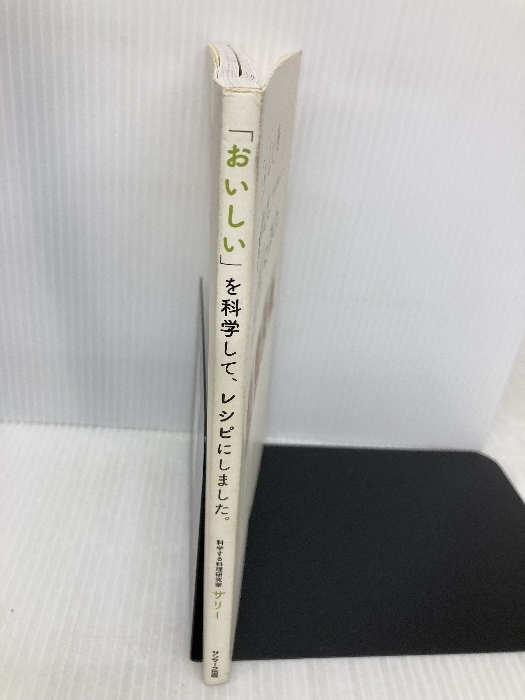 「おいしい」を科学して、レシピにしました。
科学する料理研究家 サリー
サンマーク出版